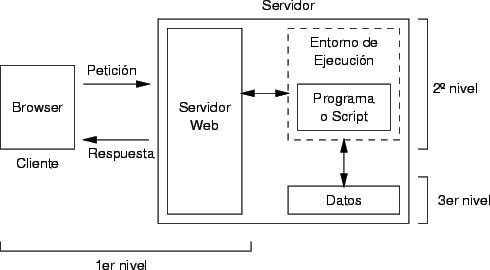 Servidor
Entorno de
Ejecución
Petición
2º nivel
Browser
Servidor
Web
Programa
o Script
Respuesta
Cliente
Datos
3er nivel
1er nivel